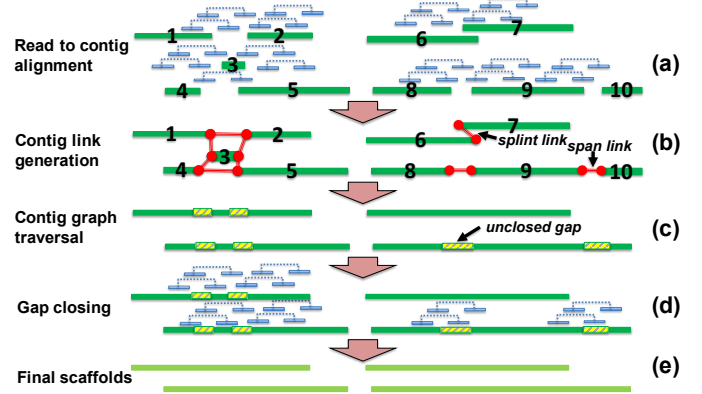 1
2
6
7
Read to contig
alignment
3
(a)
4
5
8
9
10
Contig link
generation
1
2
6
7
splint link
span link
(b)
3
4
5
8
9
10
Contig graph
traversal
unclosed gap
(c)
Gap closing
(d)
Final scaffolds
(e)